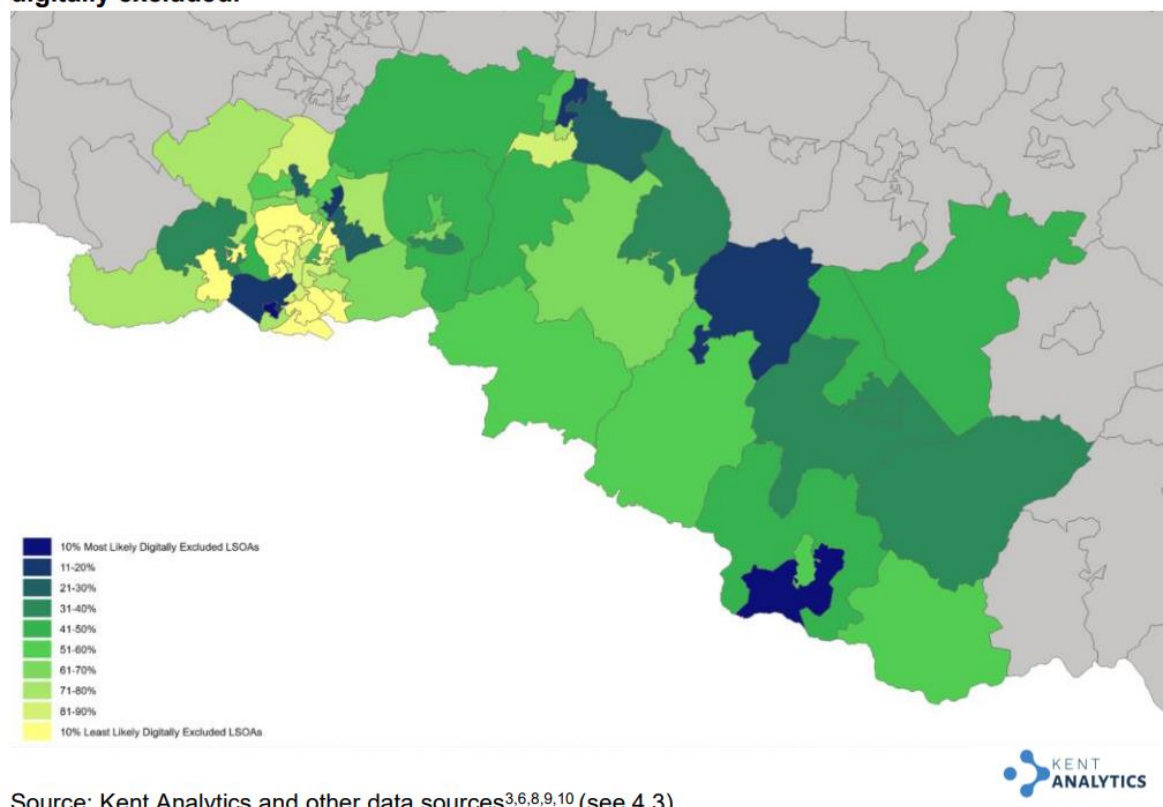 digitally excluded.
10% Most Likely Digitally Excluded LSOAs
11-20%
21-30%
31-40%
41-50%
51-60%
61-70%
71-80%
81-90%
10% Least Likely Digitally Excluded LSOAs
KENT
ANALYTICS
Source: Kent Analytics and other data sources3,6,8,9,10 (see 4.3)